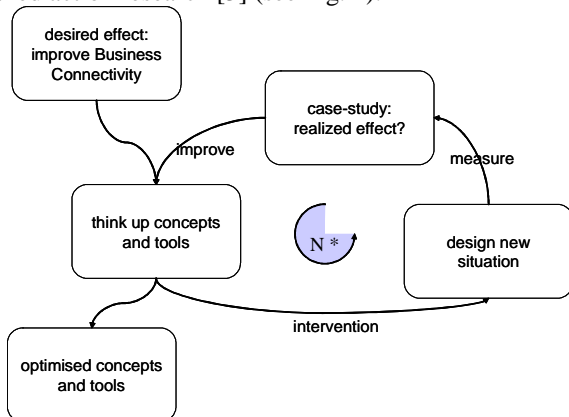 desired effect:
improve Business
Connectivity
case-study:
realized effect?
improve
measure
think up concepts
and tools
N *
design new
situation
intervention
optimised concepts
and tools